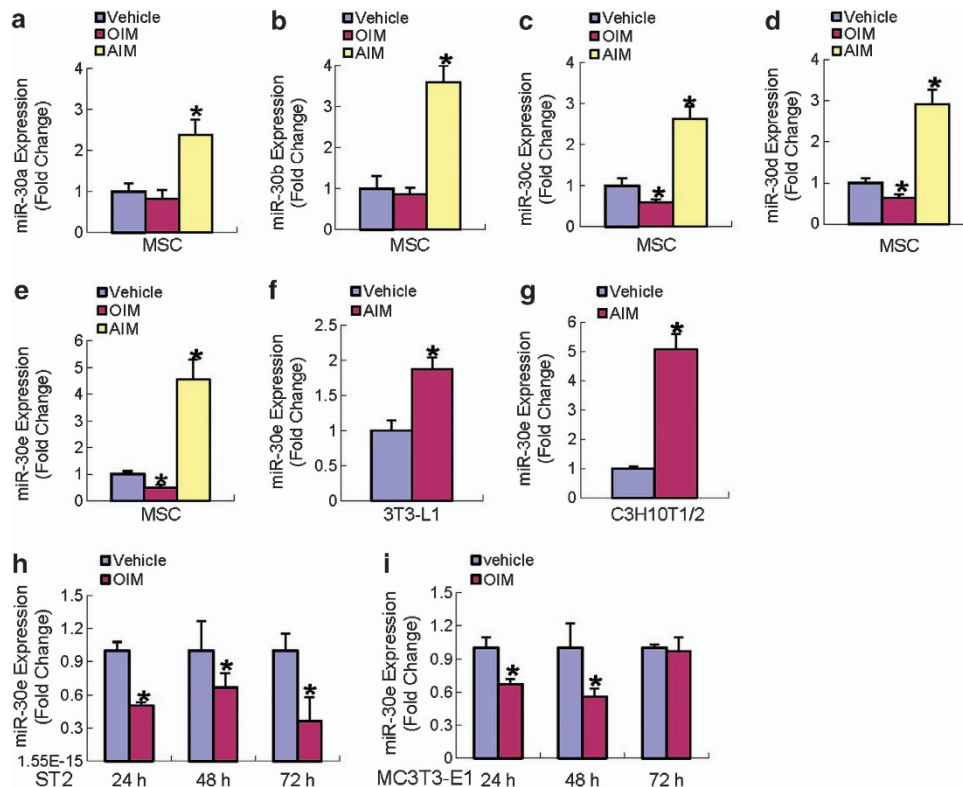 a
Vehicle
OIM
AIM
miR-30a Expression
(Fold Change)
4
3
2
1
0
*
MSC
b
Vehicle
OIM
AIM
miR-30b Expression
(Fold Change)
4
3
2
1
0
*
MSC
c
Vehicle
OIM
AIM
miR-30c Expression
(Fold Change)
4
3
2
1
0
*
*
MSC
d
Vehicle
OIM
AIM
miR-30d Expression
(Fold Change)
4
3
2
1
0
*
*
MSC
e
Vehicle
OIM
AIM
miR-30e Expression
(Fold Change)
6
5
4
3
2
1
0
*
*
MSC
f
Vehicle
AIM
miR-30e Expression
(Fold Change)
2.5
2
1.5
1
0.5
0
*
3T3-L1
g
Vehicle
AIM
miR-30e Expression
(Fold Change)
6
5
4
3
2
1
0
*
C3H10T1/2
h
Vehicle
OIM
miR-30e Expression
(Fold Change)
1.5
1.2
0.9
0.6
0.3
1.55E-15
*
*
*
ST2 24 h 48 h 72 h
i
vehicle
OIM
miR-30e Expression
(Fold Change)
1.5
1.2
0.9
0.6
0.3
0
*
*
MC3T3-E1 24 h 48 h 72 h